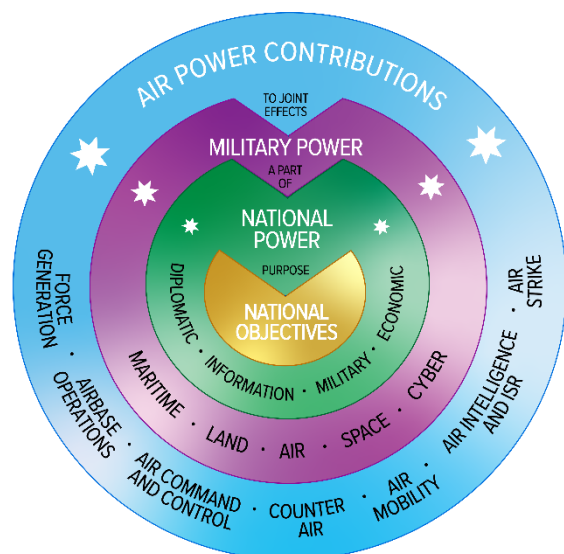 AIR POWER CONTRIBUTIONS
TO JOINT
EFFECTS
MILITARY POWER
A PART
OF
NATIONAL
POWER
PURPOSE
NATIONAL
OBJECTIVES
DIPLOMATIC • INFORMATION • MILITARY • ECONOMIC
MARITIME • LAND • AIR • SPACE • CYBER
FORCE
GENERATION
•
AIRBASE
OPERATIONS
•
AIR COMMAND
AND CONTROL
•
COUNTER
AIR
•
AIR
MOBILITY
•
AIR INTELLIGENCE
AND ISR
•
AIR
STRIKE